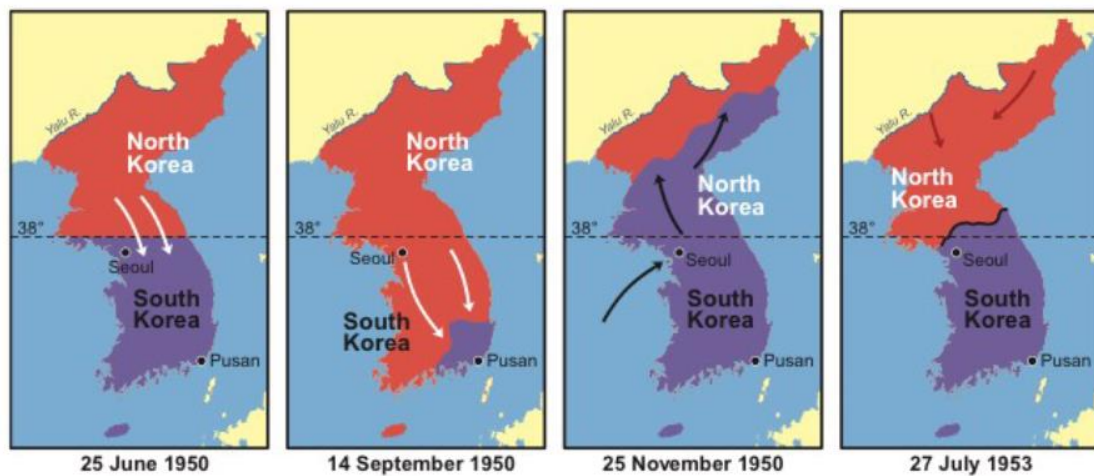 Yalu R.
North
Korea
38°
Seoul
South
Korea
Pusan
25 June 1950
Yalu R.
North
Korea
38°
Seoul
South
Korea
Pusan
14 September 1950
Yalu R.
North
Korea
38°
Seoul
South
Korea
Pusan
25 November 1950
Yalu R.
North
Korea
38°
Seoul
South
Korea
Pusan
27 July 1953